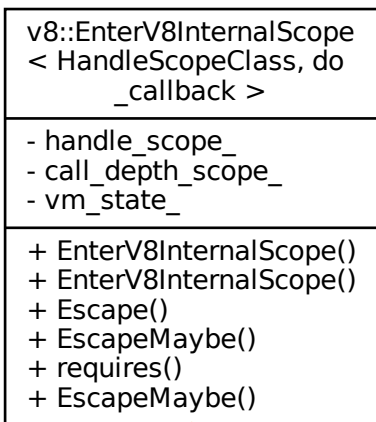 v8::EnterV8InternalScope
< HandleScopeClass, do
_callback >
- handle_scope_
- call_depth_scope_
- vm_state_
+ EnterV8InternalScope()
+ EnterV8InternalScope()
+ Escape()
+ EscapeMaybe()
+ requires()
+ EscapeMaybe()